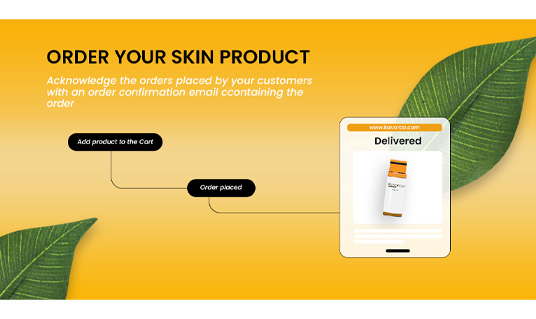 ORDER YOUR SKIN PRODUCT
Acknowledge the orders placed by your customers
with an order confirmation email ccontaining the
order
Add product to the Cart
Order placed
Delivered